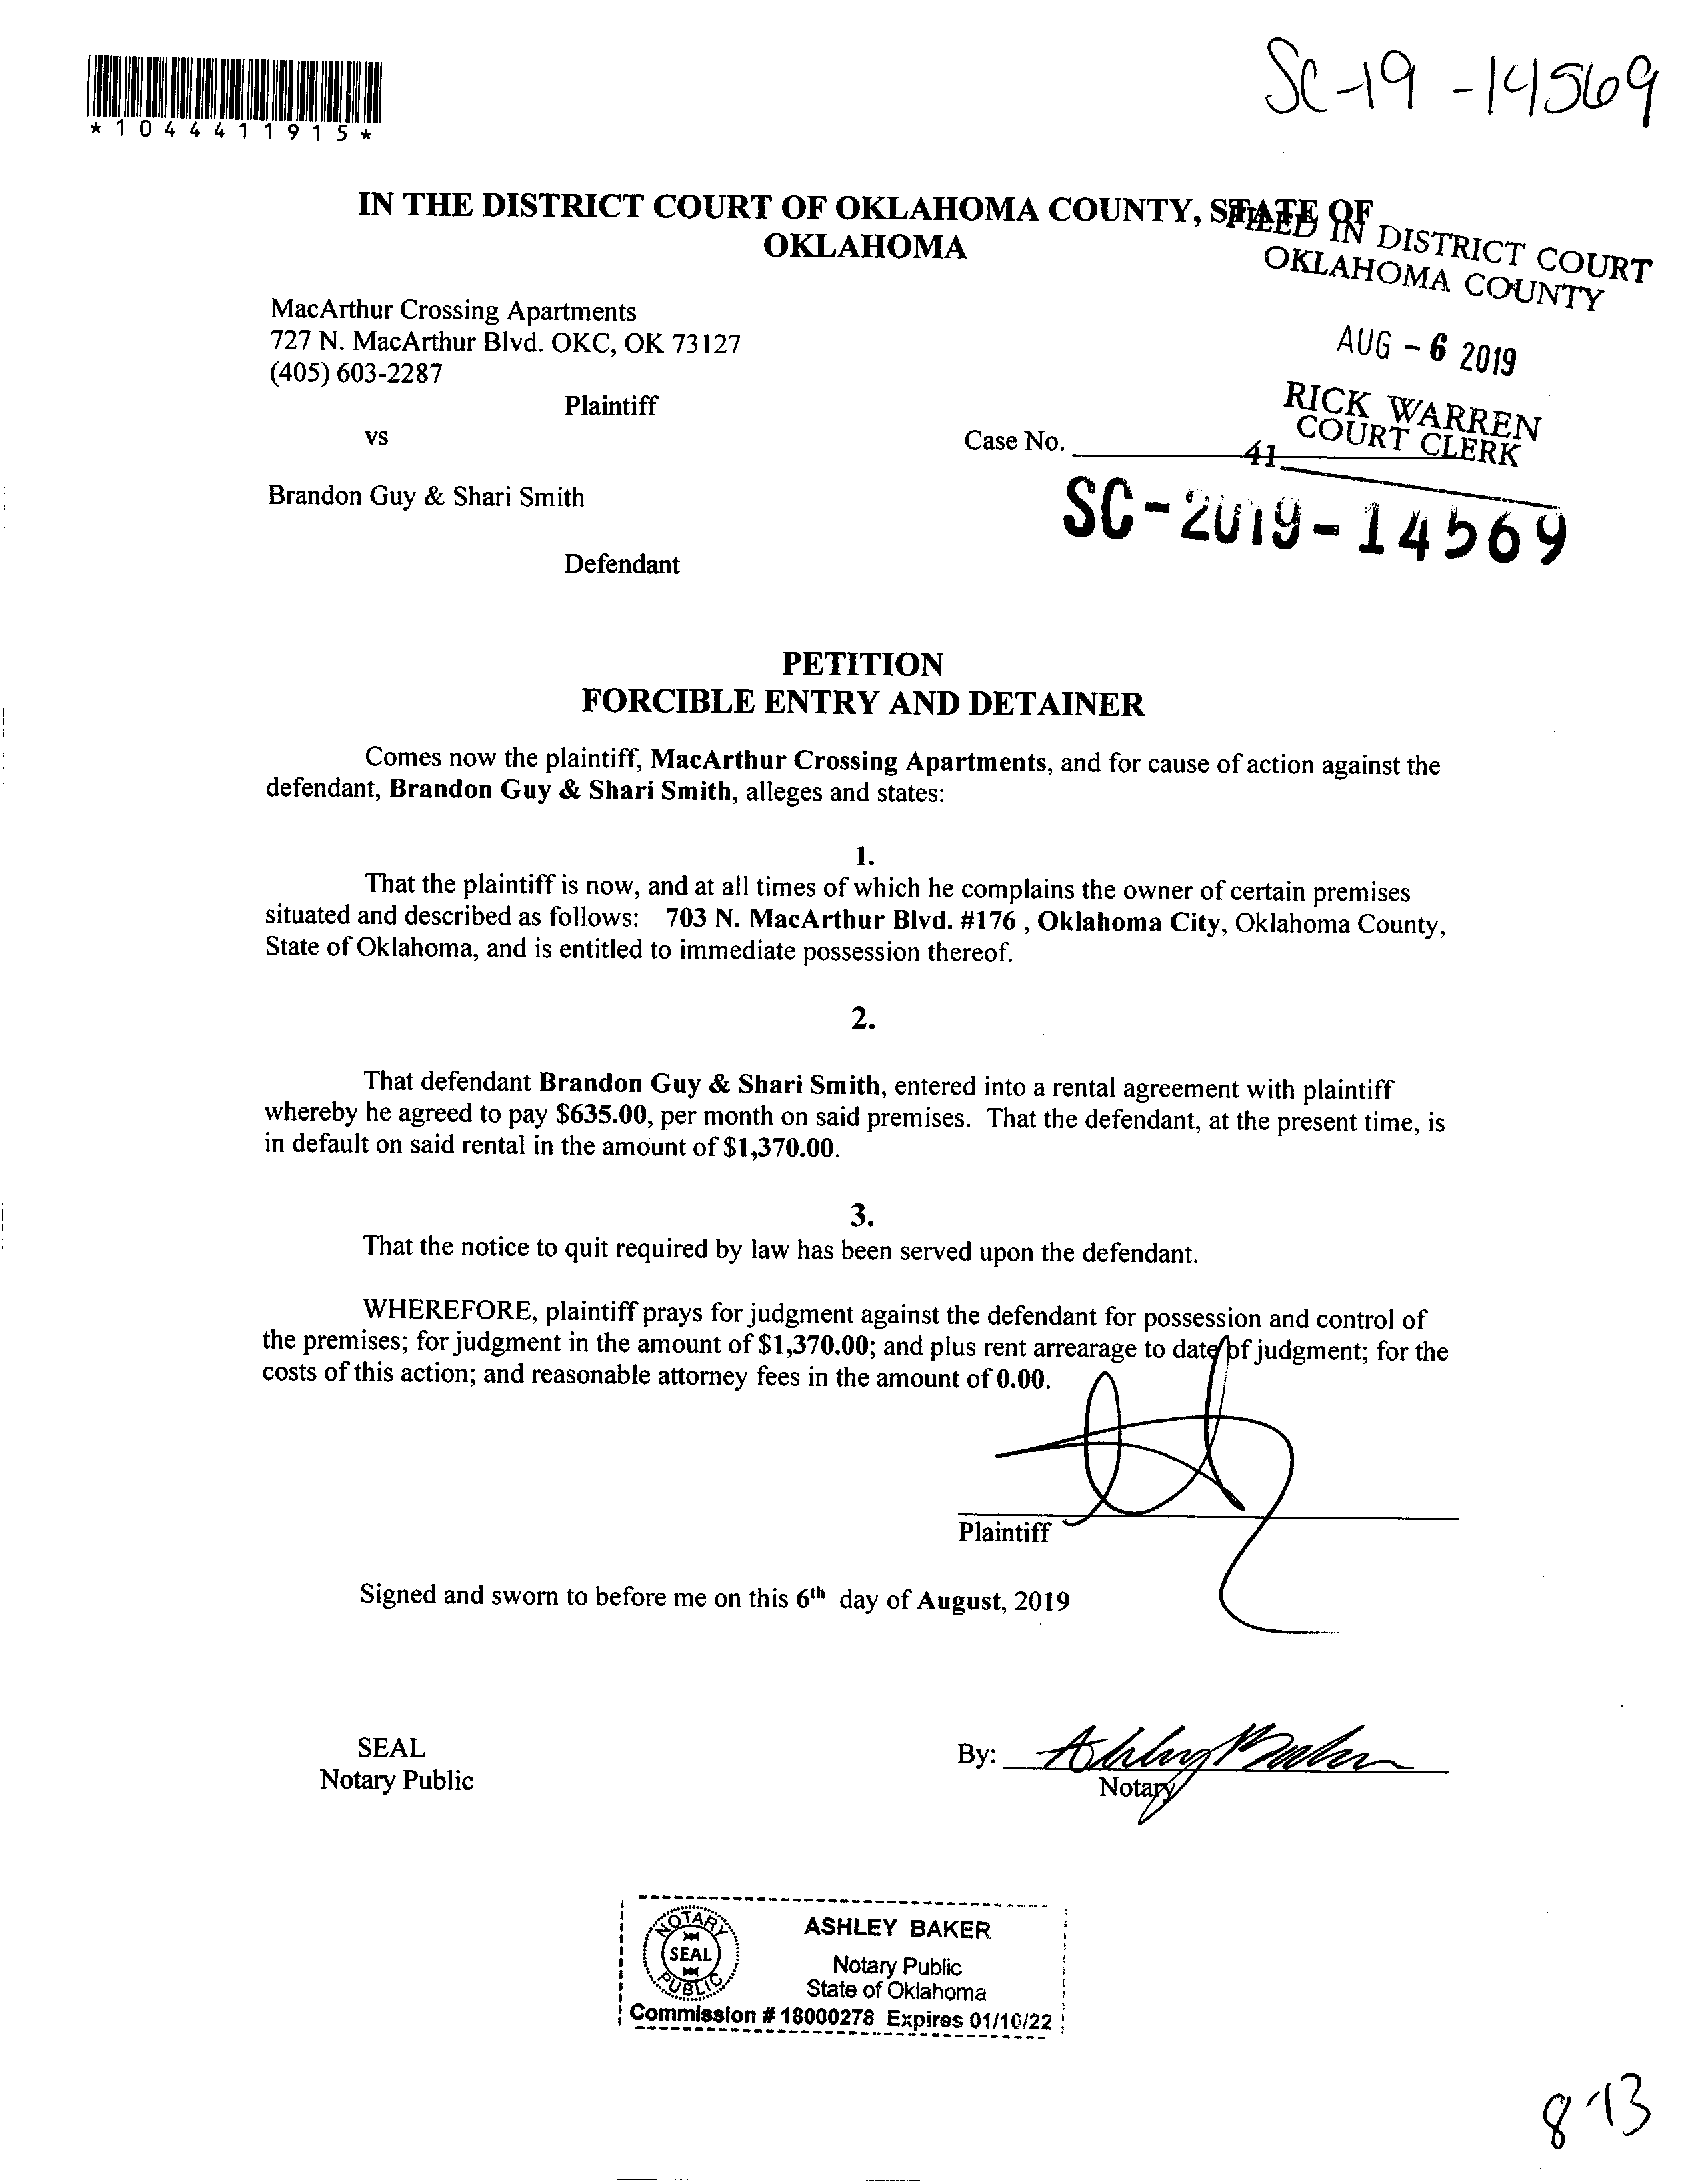 SC-19-14569
*1044411915*
IN THE DISTRICT COURT OF OKLAHOMA COUNTY, STATE OF
OKLAHOMA
FILED IN DISTRICT COURT
OKLAHOMA COUNTY
AUG - 6 2019
RICK WARREN
COURT CLERK
41
MacArthur Crossing Apartments
727 N. MacArthur Blvd. OKC, OK 73127
(405) 603-2287
Plaintiff
vs
Case No.
SC-2019-14569
Brandon Guy & Shari Smith
Defendant
PETITION
FORCIBLE ENTRY AND DETAINER
Comes now the plaintiff, MacArthur Crossing Apartments, and for cause of action against the
defendant, Brandon Guy & Shari Smith, alleges and states:
1.
That the plaintiff is now, and at all times of which he complains the owner of certain premises
situated and described as follows: 703 N. MacArthur Blvd. #176 , Oklahoma City, Oklahoma County,
State of Oklahoma, and is entitled to immediate possession thereof.
2.
That defendant Brandon Guy & Shari Smith, entered into a rental agreement with plaintiff
whereby he agreed to pay $635.00, per month on said premises. That the defendant, at the present time, is
in default on said rental in the amount of $1,370.00.
3.
That the notice to quit required by law has been served upon the defendant.
WHEREFORE, plaintiff prays for judgment against the defendant for possession and control of
the premises; for judgment in the amount of $1,370.00; and plus rent arrearage to date of judgment; for the
costs of this action; and reasonable attorney fees in the amount of 0.00.
Plaintiff
Signed and sworn to before me on this 6th day of August, 2019
SEAL
Notary Public
By: Ashley Baker
Notary
NOTARY
SEAL
PUBLIC
ASHLEY BAKER
Notary Public
State of Oklahoma
Commission # 18000278 Expires 01/10/22
8-13